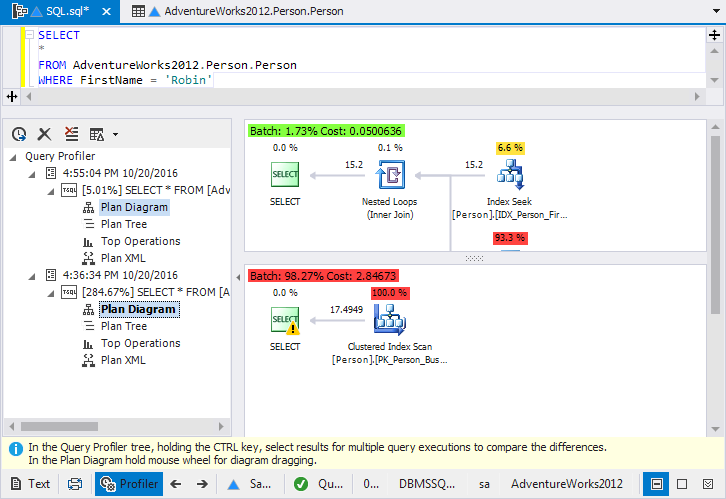 SQL.sql*
AdventureWorks2012.Person.Person
SELECT
*
FROM AdventureWorks2012.Person.Person
WHERE FirstName = 'Robin'
Query Profiler
4:55:04 PM 10/20/2016
TSQL
[5.01%] SELECT * FROM [Adv
Plan Diagram
Plan Tree
Top Operations
Plan XML
4:36:34 PM 10/20/2016
TSQL
[284.67%] SELECT * FROM [A
Plan Diagram
Plan Tree
Top Operations
Plan XML
Batch: 1.73% Cost: 0.0500636
0.0 %
0.1 %
6.6 %
15.2
15.2
SELECT
SELECT
Nested Loops
(Inner Join)
Index Seek
[Person].[IDX_Person_Fir...
93.3 %
Batch: 98.27% Cost: 2.84673
0.0 %
100.0 %
17.4949
SELECT
SELECT
Clustered Index Scan
[Person].[PK_Person_Bus...
In the Query Profiler tree, holding the CTRL key, select results for multiple query executions to compare the differences.
In the Plan Diagram hold mouse wheel for diagram dragging.
Text
Profiler
Sa...
Qu...
0...
DBMSSQ...
sa
AdventureWorks2012